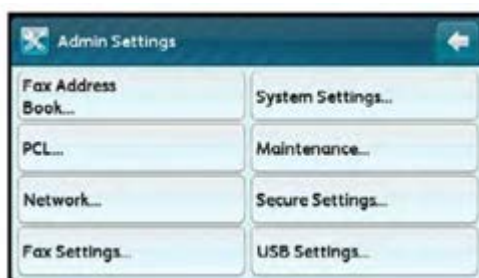 Admin Settings
Fax Address
Book...
System Settings...
PCL...
Maintenance...
Network...
Secure Settings...
Fax Settings...
USB Settings...